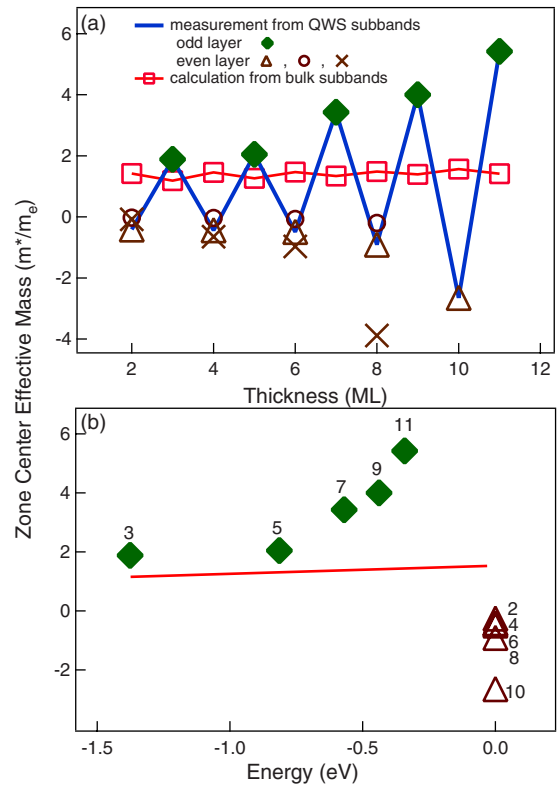 (a)
measurement from QWS subbands
odd layer
even layer , ,
calculation from bulk subbands
6
4
2
0
-2
-4
2 4 6 8 10 12
Thickness (ML)
Zone Center Effective Mass (m*/me)
(b)
6
4
2
0
-2
3
5
7
9
11
2
4
6
8
10
-1.5 -1.0 -0.5 0.0
Energy (eV)